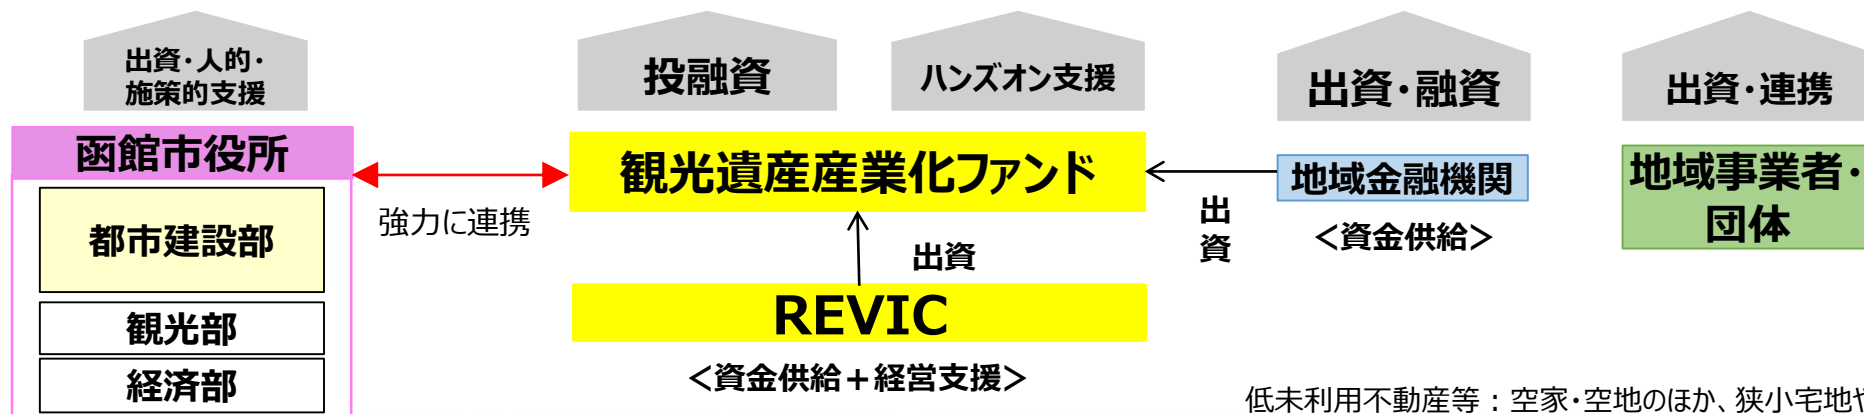 出資・人的・
施策的支援
投融資
ハンズオン支援
出資・融資
出資・連携
函館市役所
都市建設部
観光部
経済部
強力に連携
観光遺産産業化ファンド
出資
REVIC
<資金供給+経営支援>
出
資
地域金融機関
<資金供給>
地域事業者・
団体
低未利用不動産等:空家・空地のほか、狭小宅地や